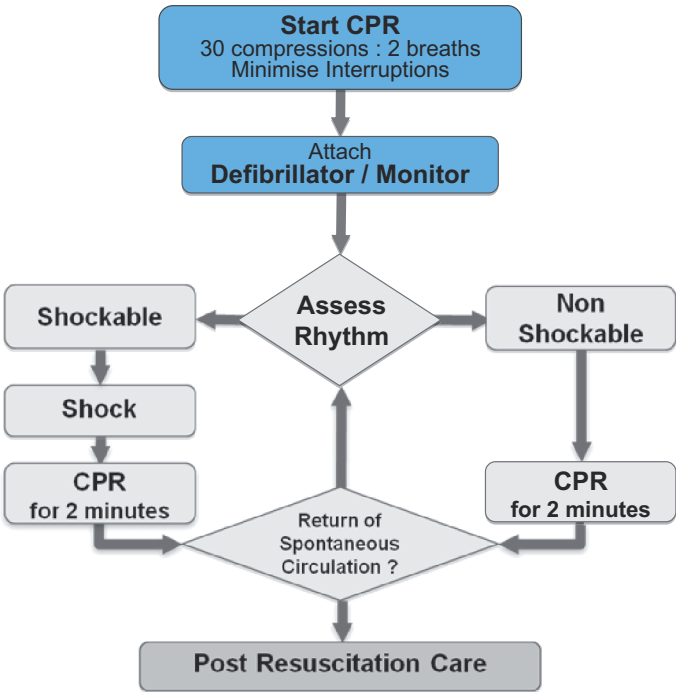 Start CPR
30 compressions : 2 breaths
Minimise Interruptions
Attach
Defibrillator / Monitor
Assess
Rhythm
Shockable
Non
Shockable
Shock
CPR
for 2 minutes
CPR
for 2 minutes
Return of
Spontaneous
Circulation ?
Post Resuscitation Care